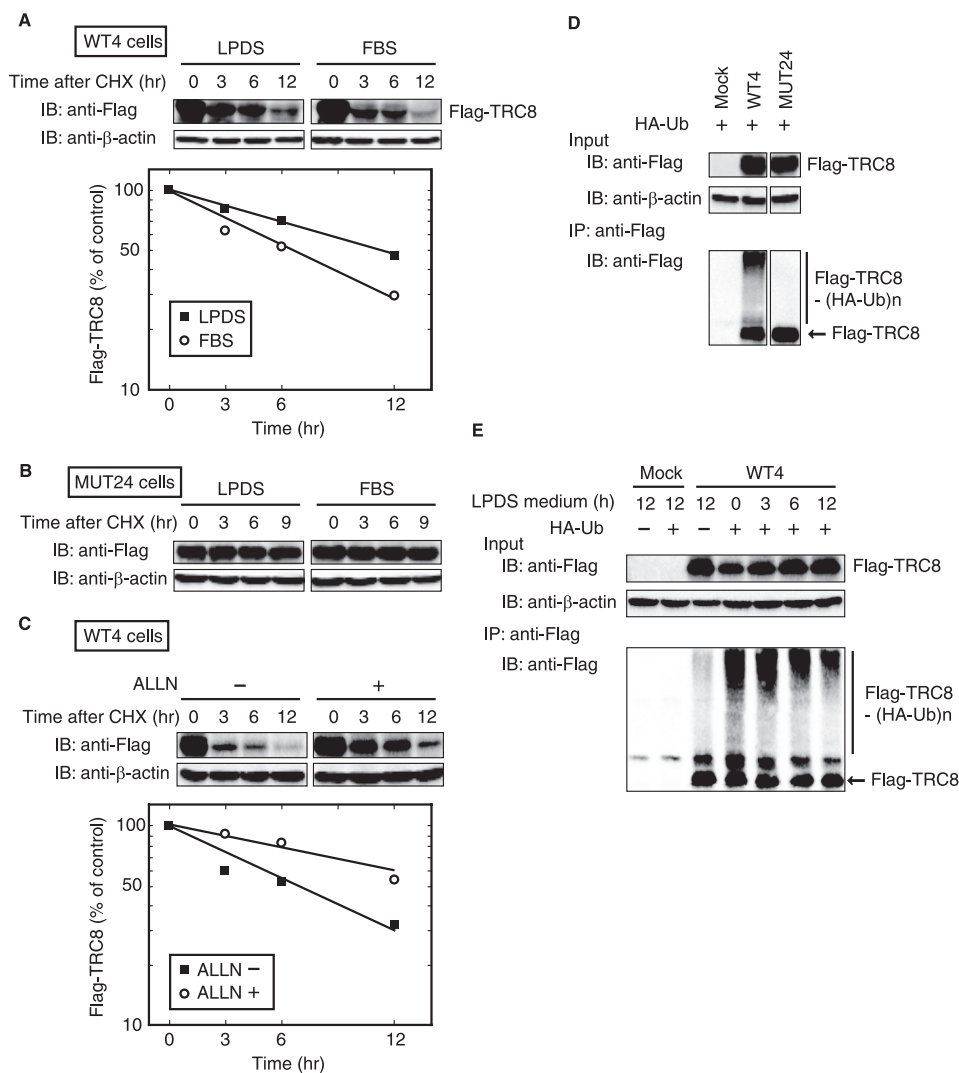 A
WT4 cells
LPDS FBS
Time after CHX (hr) 0 3 6 12 0 3 6 12
IB: anti-Flag Flag-TRC8
IB: anti-β-actin
100
50
10
Flag-TRC8 (% of control)
LPDS
FBS
0 3 6 12
Time (hr)
B
MUT24 cells
LPDS FBS
Time after CHX (hr) 0 3 6 9 0 3 6 9
IB: anti-Flag
IB: anti-β-actin
C
WT4 cells
ALLN − +
Time after CHX (hr) 0 3 6 12 0 3 6 12
IB: anti-Flag
IB: anti-β-actin
100
50
10
Flag-TRC8 (% of control)
ALLN −
ALLN +
0 3 6 12
Time (hr)
D
Mock WT4 MUT24
HA-Ub + + +
Input
IB: anti-Flag Flag-TRC8
IB: anti-β-actin
IP: anti-Flag
IB: anti-Flag
Flag-TRC8
- (HA-Ub)n
← Flag-TRC8
E
Mock WT4
LPDS medium (h) 12 12 12 0 3 6 12
HA-Ub − + − + + + +
Input
IB: anti-Flag Flag-TRC8
IB: anti-β-actin
IP: anti-Flag
IB: anti-Flag
Flag-TRC8
- (HA-Ub)n
← Flag-TRC8